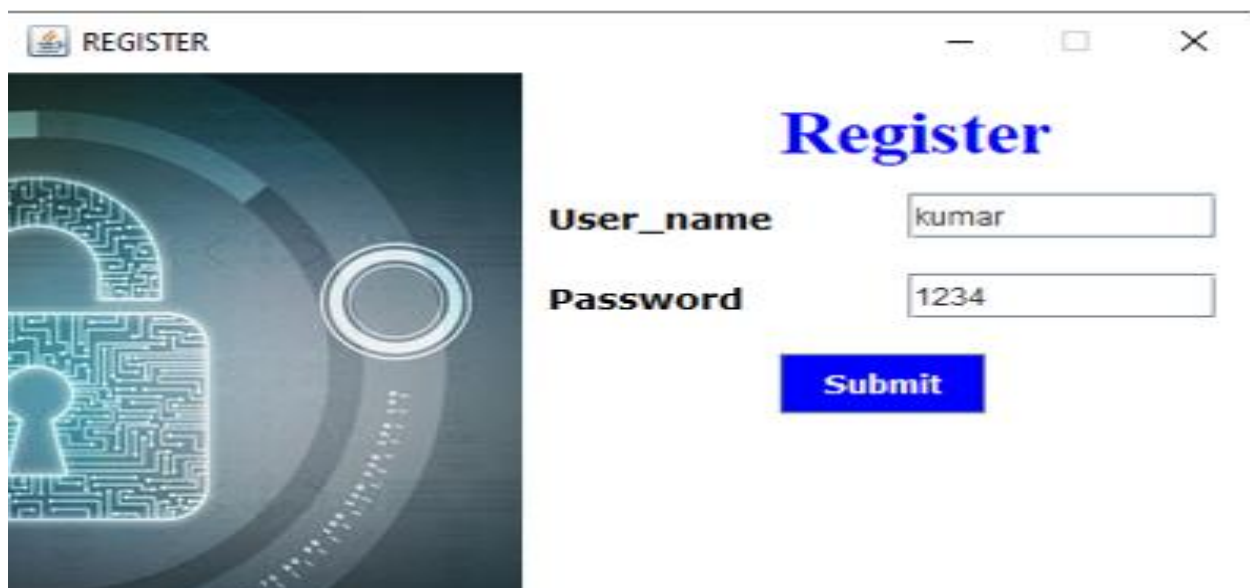 REGISTER
Register
User_name kumar
Password 1234
Submit